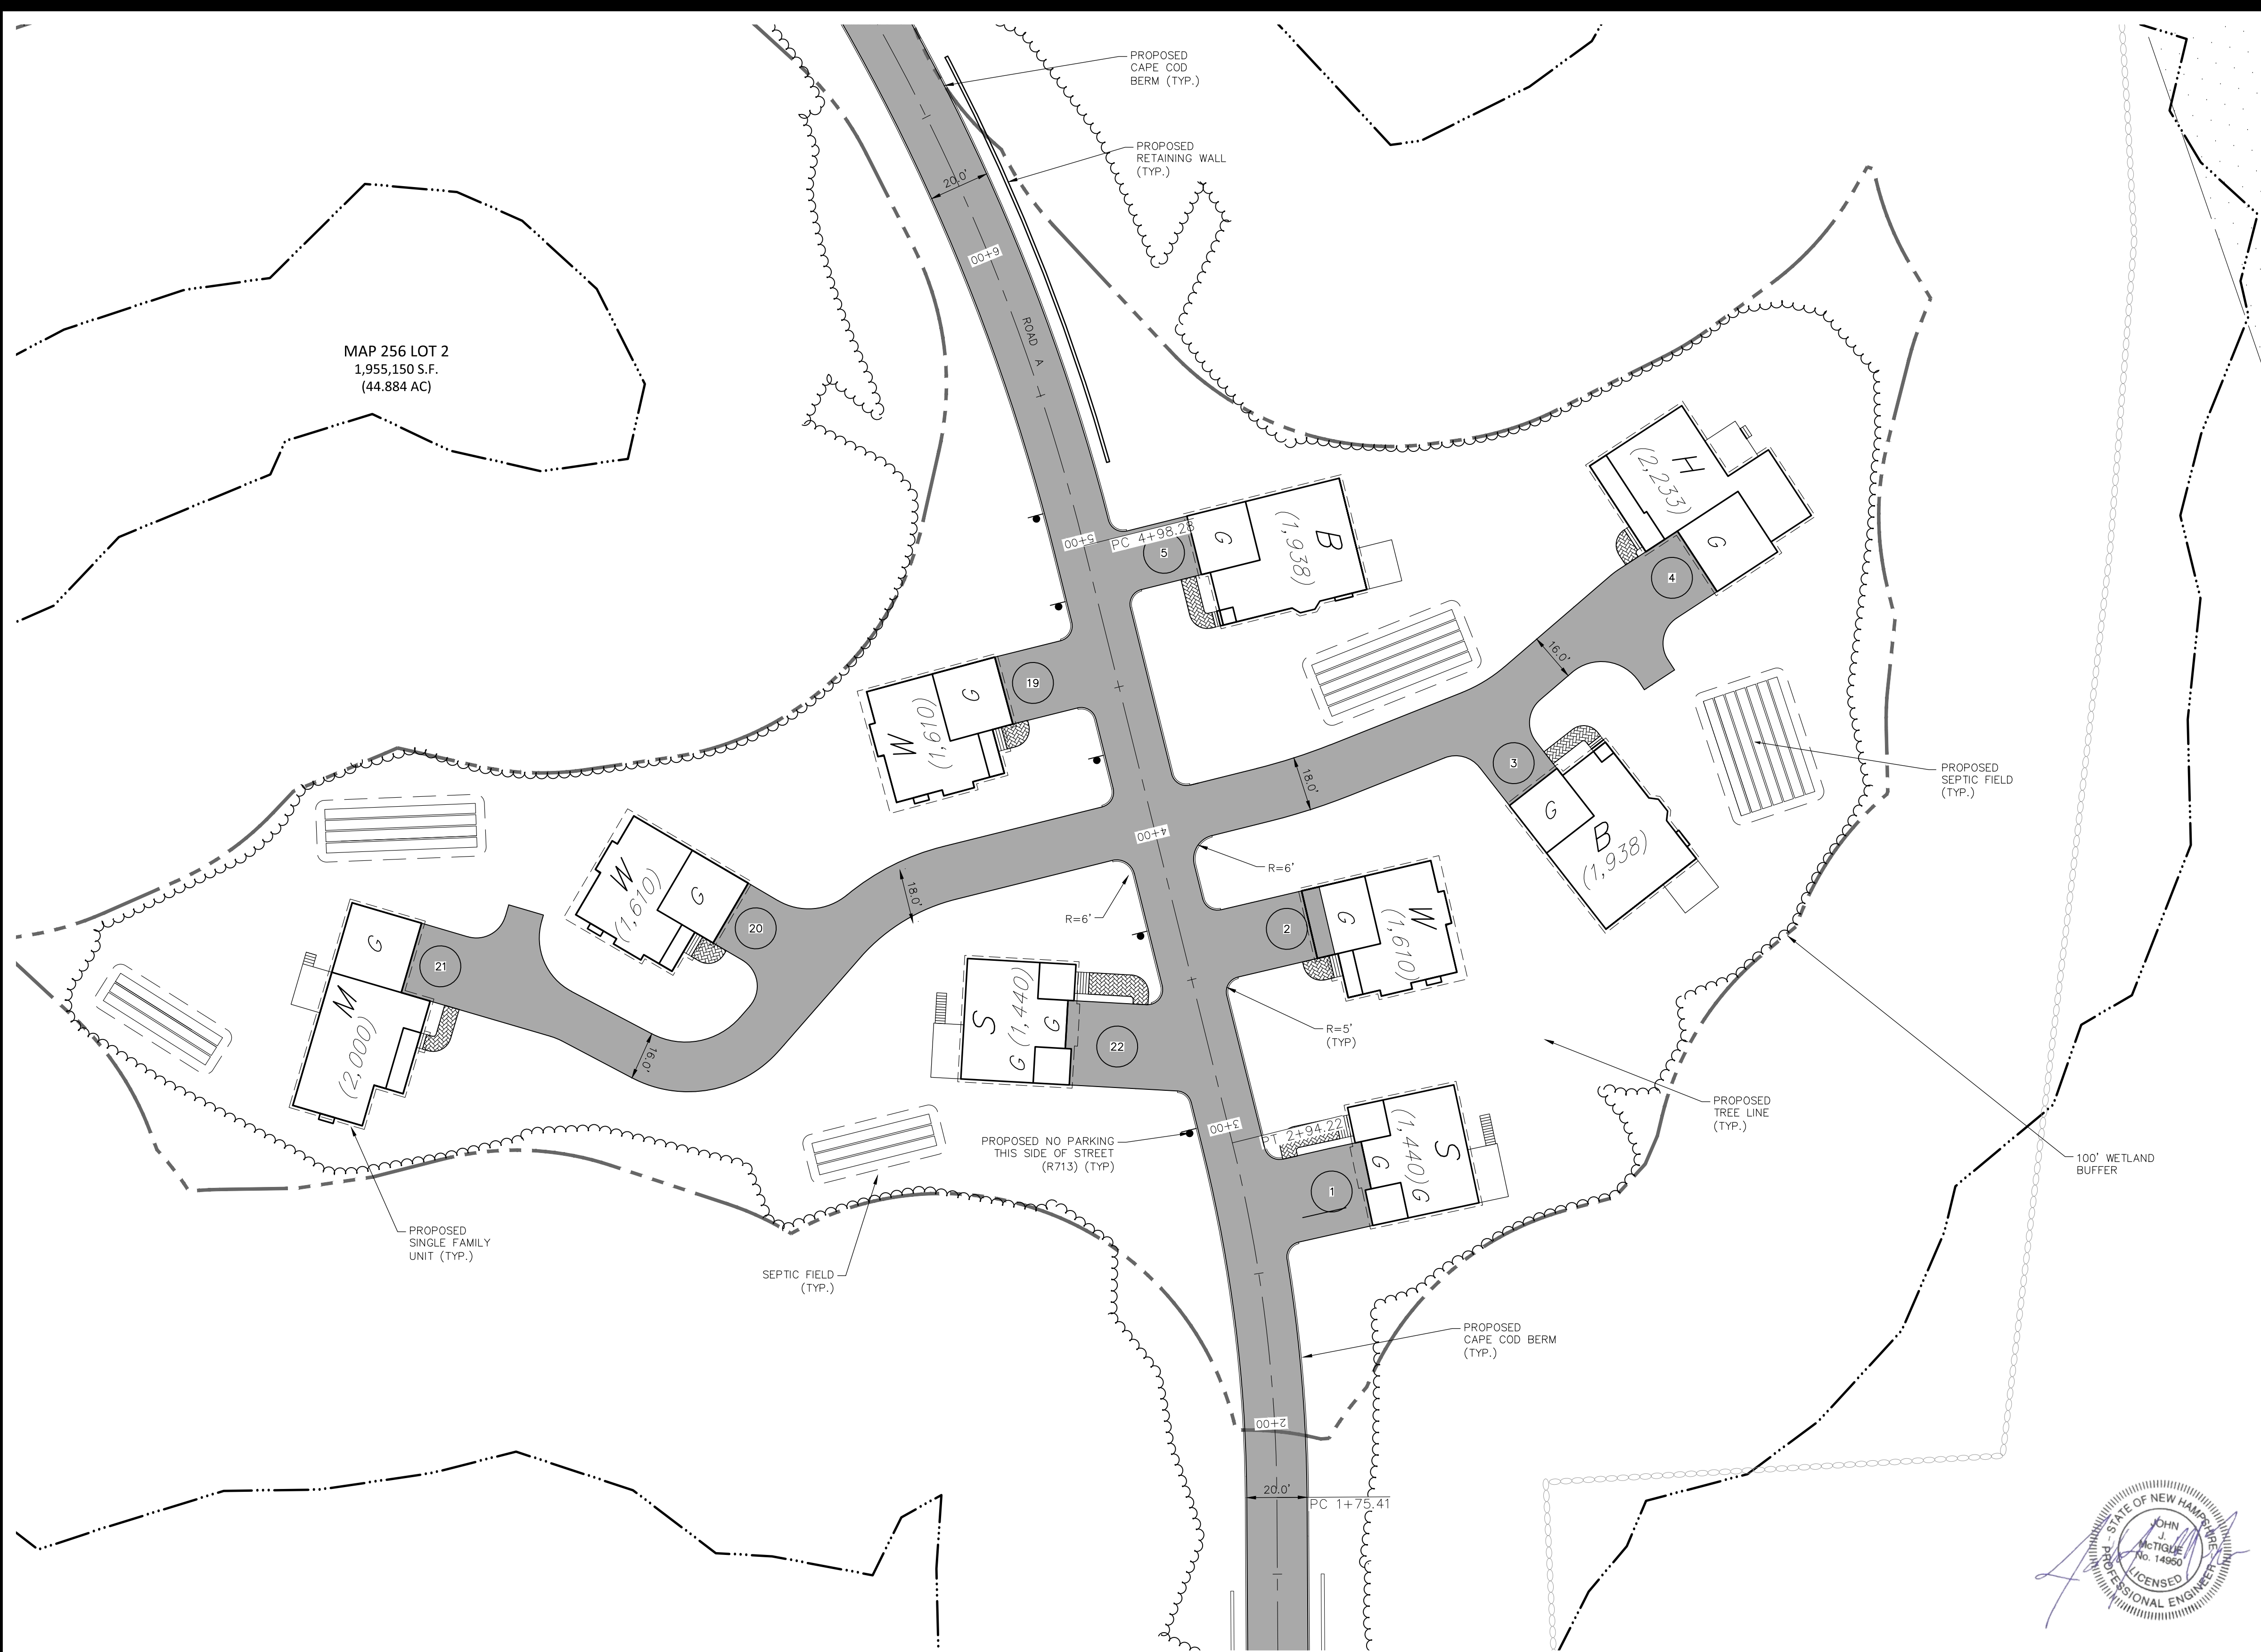 PROPOSED
CAPE COD
BERM (TYP.)
PROPOSED
RETAINING WALL
(TYP.)
20.0'
6+00
ROAD A
MAP 256 LOT 2
1,955,150 S.F.
(44.884 AC)
H
(2,233)
G
4
5+00
PC 4+98.28
5
G
B
(1,938)
16.0'
19
G
W
(1,610)
3
G
B
(1,938)
18.0'
PROPOSED
SEPTIC FIELD
(TYP.)
4+00
R=6'
R=6'
18.0'
W
(1,610)
G
20
2
G
W
(1,610)
21
G
M
(2,000)
16.0'
S
(1,440)
G
G
22
R=5'
(TYP)
PROPOSED
TREE LINE
(TYP.)
100' WETLAND
BUFFER
3+00
PT 2+94.22
PROPOSED NO PARKING
THIS SIDE OF STREET
(R713) (TYP)
S
(1,440)
G
G
1
PROPOSED
SINGLE FAMILY
UNIT (TYP.)
SEPTIC FIELD
(TYP.)
PROPOSED
CAPE COD BERM
(TYP.)
2+00
20.0'
PC 1+75.41
STATE OF NEW HAMPSHIRE
JOHN
J.
McTIGUE
No. 14950
LICENSED
PROFESSIONAL ENGINEER